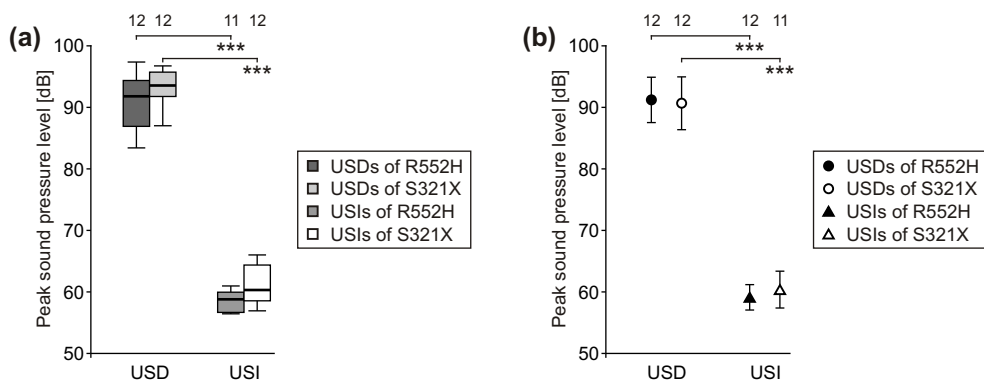 12 12 11 12
(a)
***
***
Peak sound pressure level [dB]
100
90
80
70
60
50
USD USI
USDs of R552H
USDs of S321X
USIs of R552H
USIs of S321X
12 12 12 11
(b)
***
***
Peak sound pressure level [dB]
100
90
80
70
60
50
USD USI
USDs of R552H
USDs of S321X
USIs of R552H
USIs of S321X